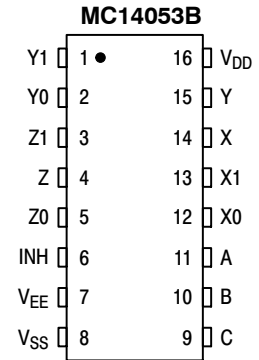 MC14053B
Y1 1 ● 16 VDD
Y0 2 15 Y
Z1 3 14 X
Z 4 13 X1
Z0 5 12 X0
INH 6 11 A
VEE 7 10 B
VSS 8 9 C